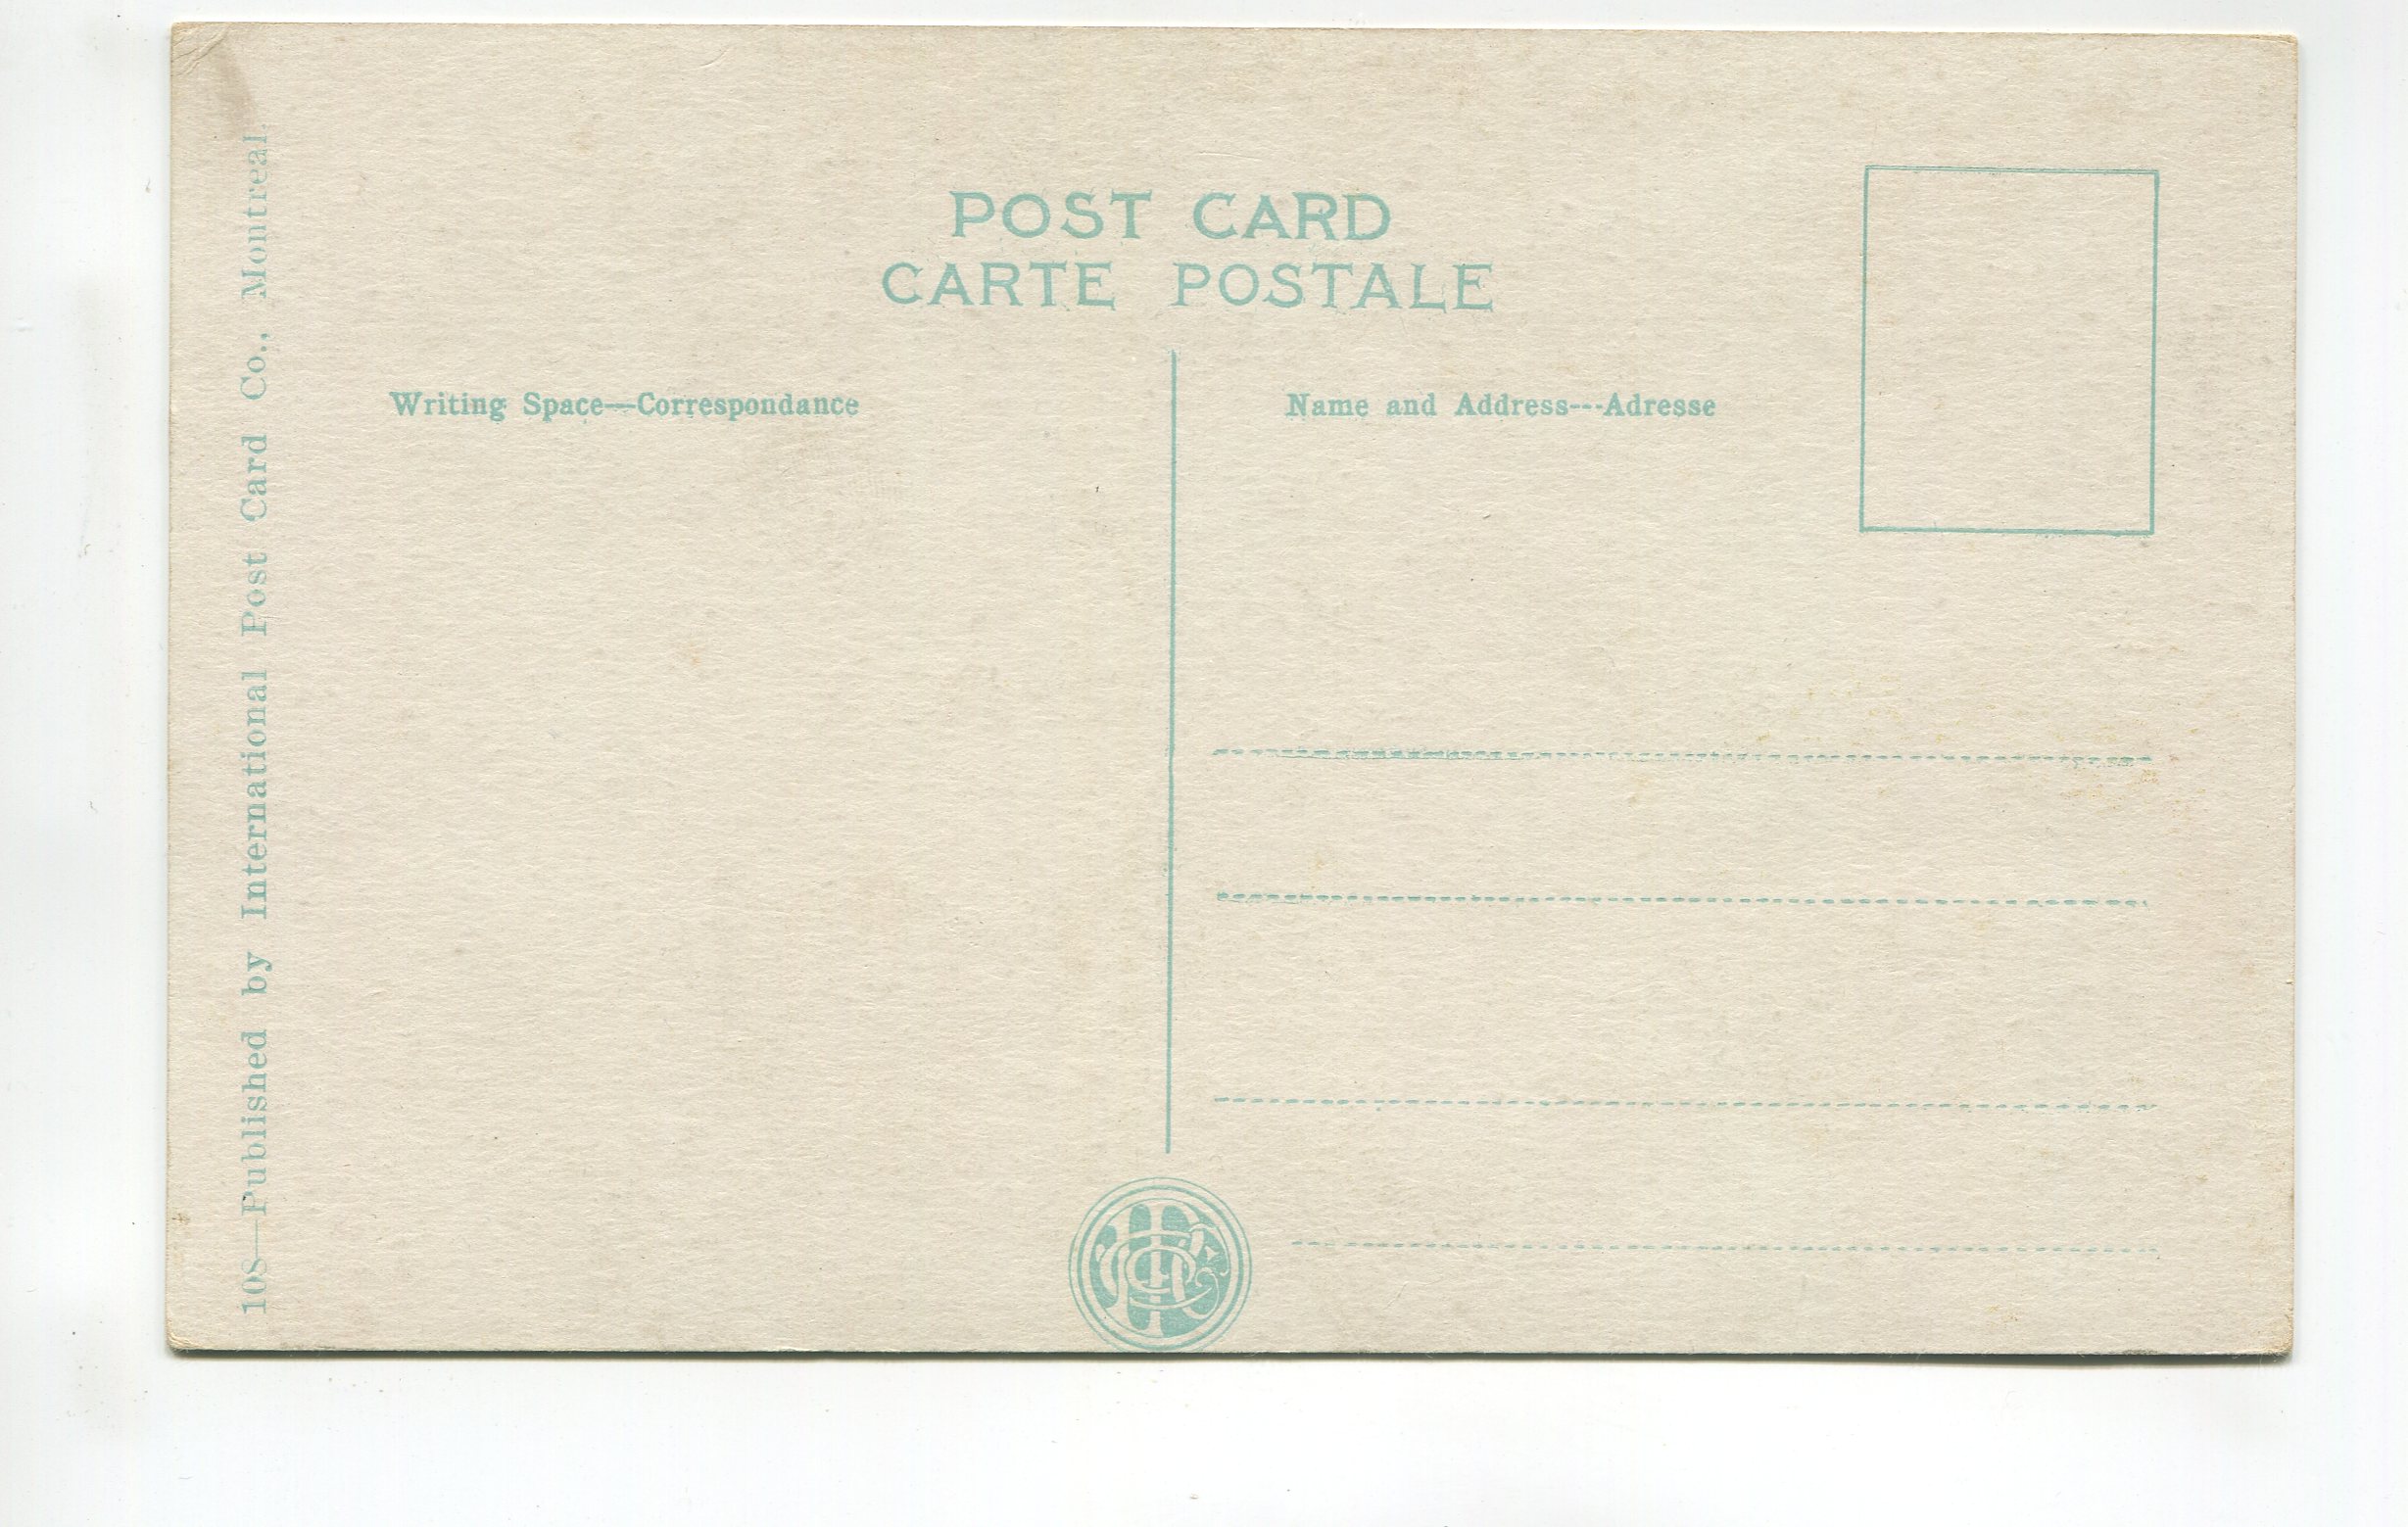 POST CARD
CARTE POSTALE
Writing Space—Correspondance
Name and Address---Adresse
108—Published by International Post Card Co., Montreal